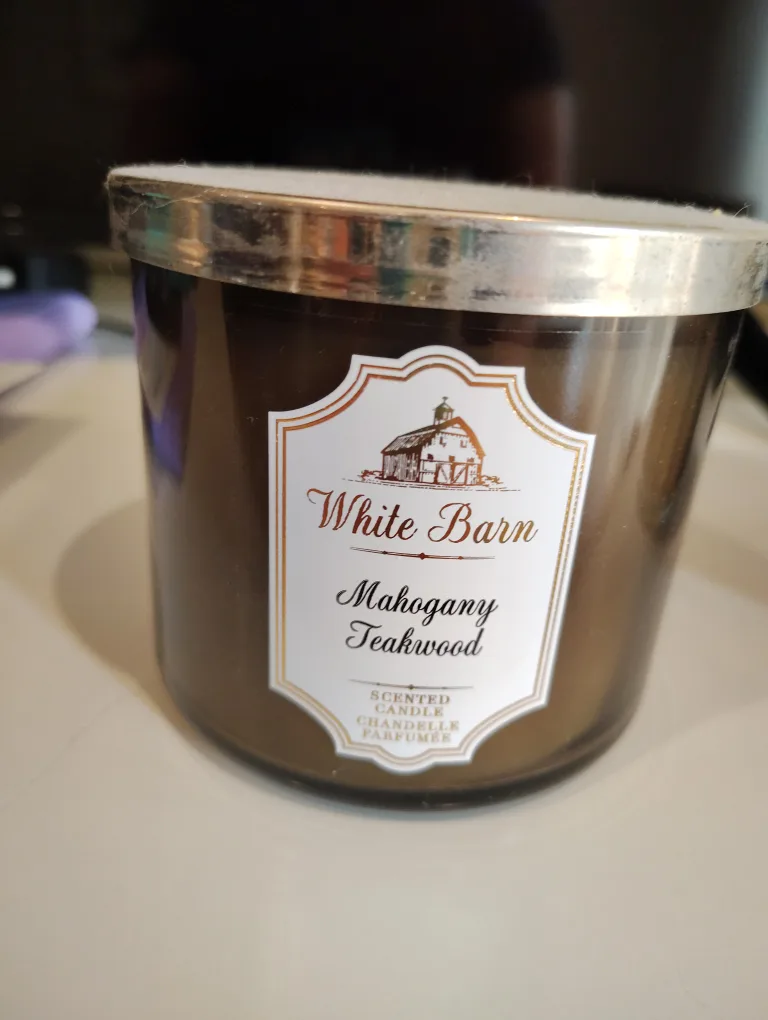 White Barn
Mahogany
Teakwood
SCENTED
CANDLE
CHANDELLE
PARFUMÉE